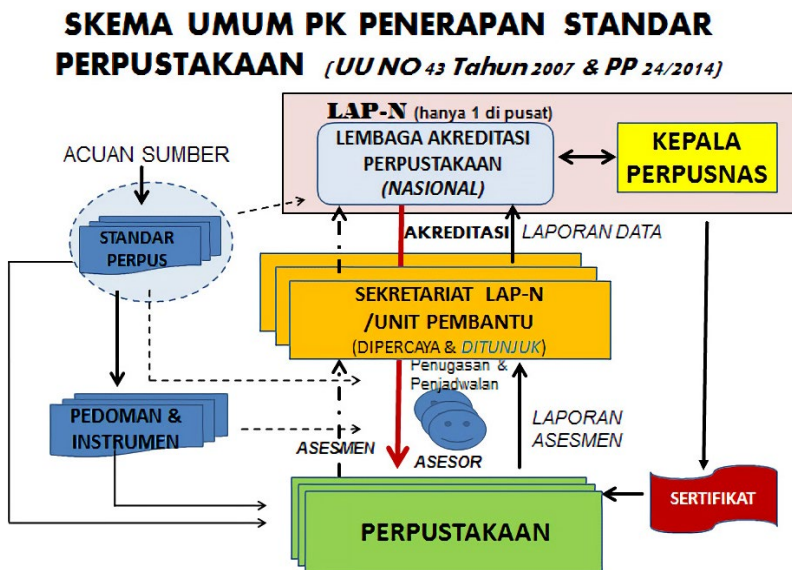 SKEMA UMUM PK PENERAPAN STANDAR
PERPUSTAKAAN (UU NO 43 Tahun 2007 & PP 24/2014)
LAP-N (hanya 1 di pusat)
LEMBAGA AKREDITASI
PERPUSTAKAAN
(NASIONAL)
KEPALA
PERPUSNAS
ACUAN SUMBER
STANDAR
PERPUS
AKREDITASI
LAPORAN DATA
SEKRETARIAT LAP-N
/UNIT PEMBANTU
(DIPERCAYA & DITUNJUK)
Penugasan &
Penjadwalan
PEDOMAN &
INSTRUMEN
LAPORAN
ASESMEN
ASESMEN
ASESOR
SERTIFIKAT
PERPUSTAKAAN